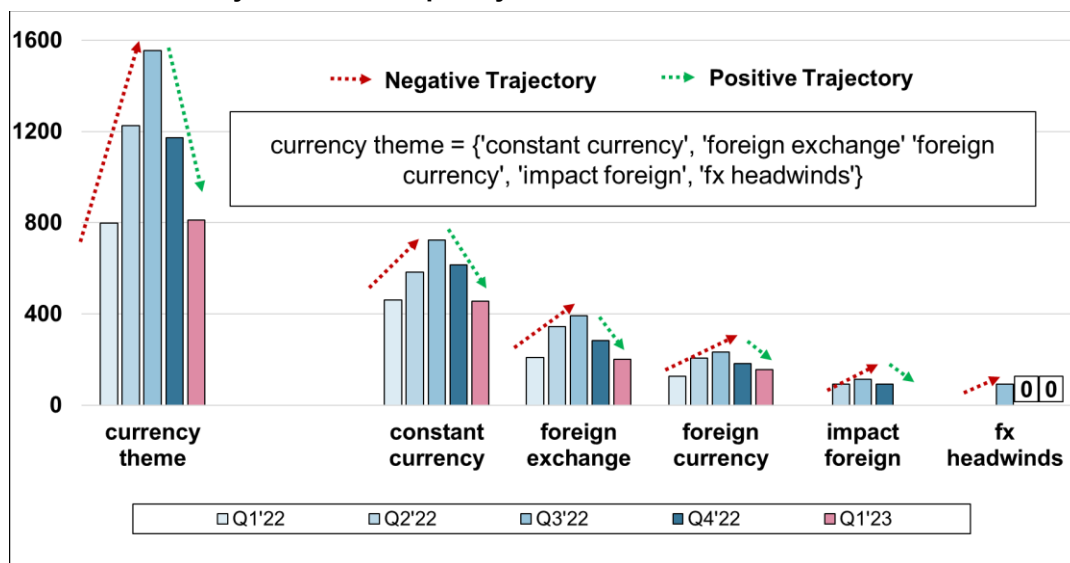 1600
1200
800
400
0
Negative Trajectory
Positive Trajectory
currency theme = {'constant currency', 'foreign exchange' 'foreign
currency', 'impact foreign', 'fx headwinds'}
0 0
currency
theme
constant
currency
foreign
exchange
foreign
currency
impact
foreign
fx
headwinds
Q1'22 Q2'22 Q3'22 Q4'22 Q1'23